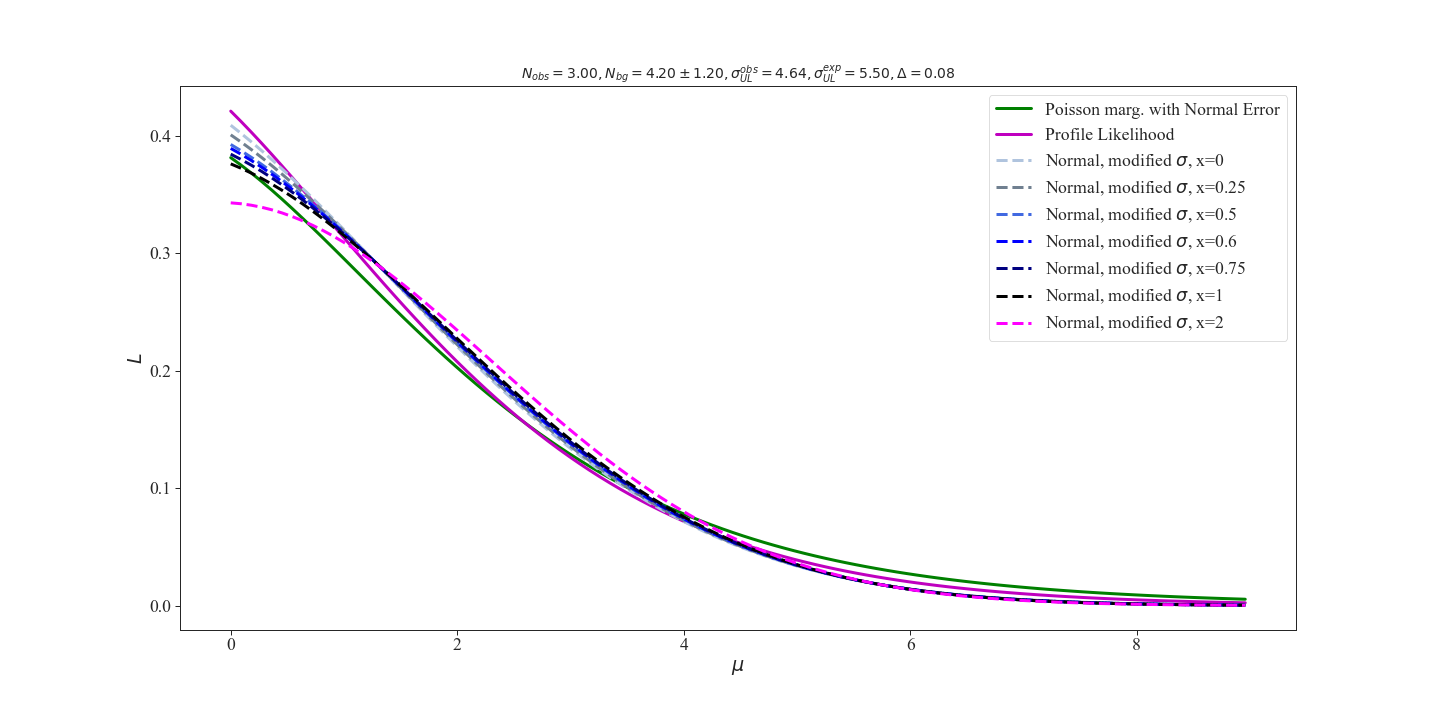 N_obs = 3.00, N_bg = 4.20 ± 1.20, σ_UL^obs = 4.64, σ_UL^exp = 5.50, Δ = 0.08
Poisson marg. with Normal Error
Profile Likelihood
Normal, modified σ, x=0
Normal, modified σ, x=0.25
Normal, modified σ, x=0.5
Normal, modified σ, x=0.6
Normal, modified σ, x=0.75
Normal, modified σ, x=1
Normal, modified σ, x=2
0.4
0.3
0.2
0.1
0.0
L
0 2 4 6 8
μ